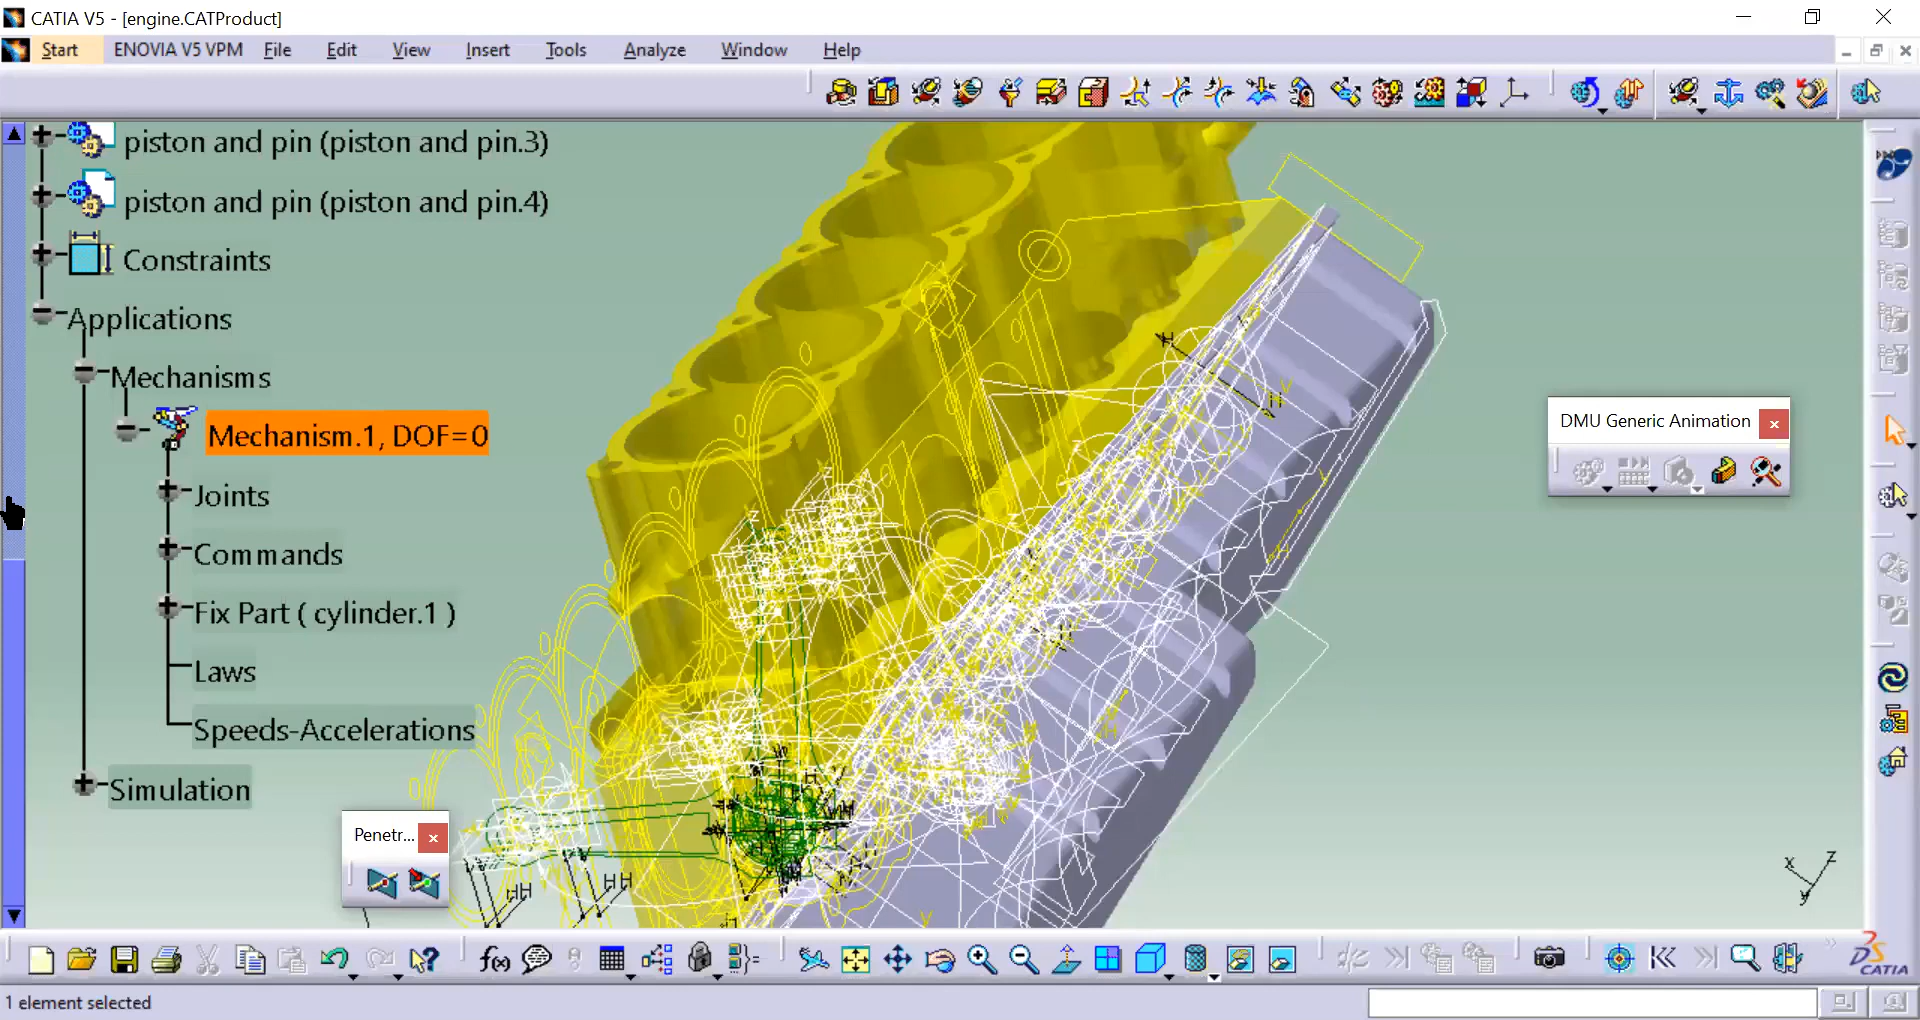 CATIA V5 - [engine.CATProduct]
Start ENOVIA V5 VPM File Edit View Insert Tools Analyze Window Help
piston and pin (piston and pin.3)
piston and pin (piston and pin.4)
Constraints
Applications
Mechanisms
Mechanism.1, DOF=0
Joints
Commands
Fix Part ( cylinder.1 )
Laws
Speeds-Accelerations
Simulation
DMU Generic Animation
Penetr...
x
z
y
f(x)
DS
CATIA
1 element selected